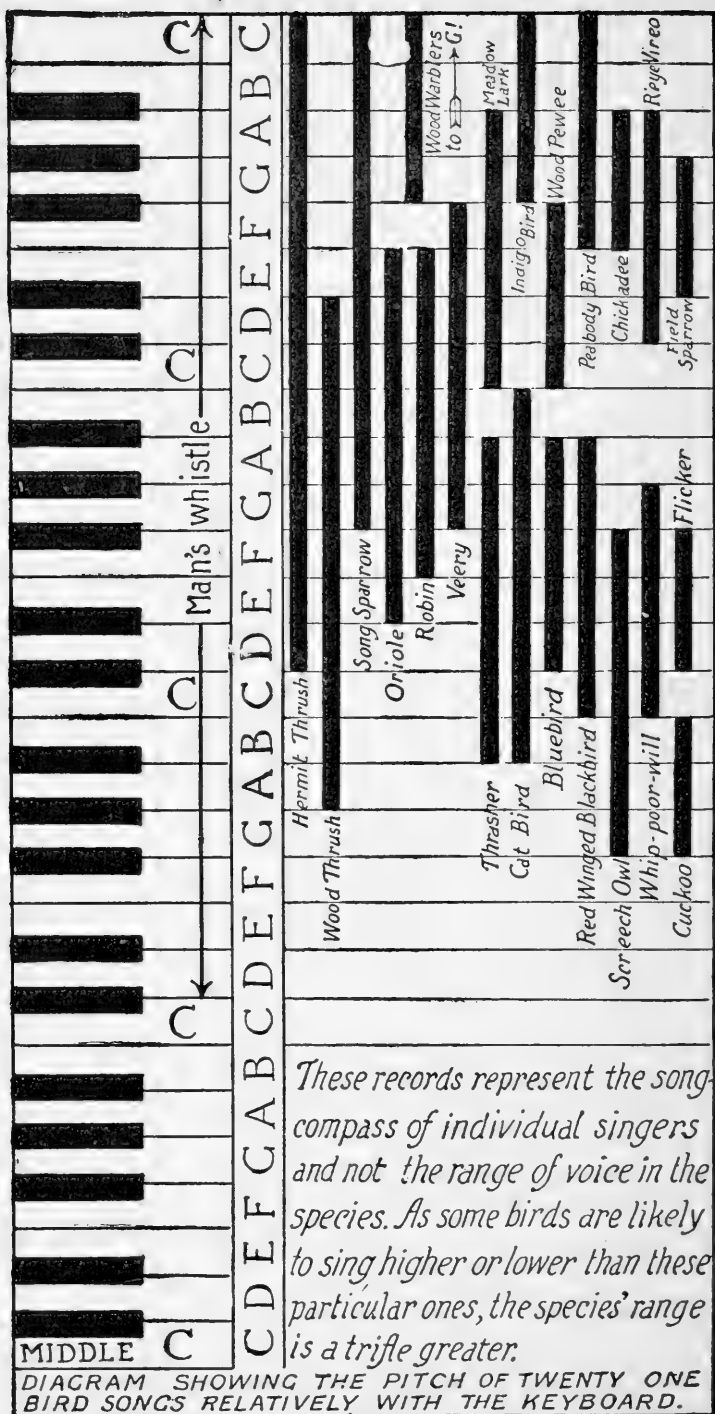 C
C
C
C
MIDDLE C
Man's whistle
C
B
A
G
F
E
D
C
B
A
G
F
E
D
C
B
A
G
F
E
D
C
B
A
G
F
E
D
C
Hermit Thrush
Wood Thrush
Song Sparrow
Oriole
Robin
Wood Warblers
to → G!
Veery
Meadow
Lark
Thrasher
Indigo Bird
Cat Bird
Wood Pewee
Bluebird
Peabody Bird
Red Winged Blackbird
Chickadee
Screech Owl
R'eye Vireo
Whip-poor-will
Field
Sparrow
Flicker
Cuckoo
These records represent the song-
compass of individual singers
and not the range of voice in the
species. As some birds are likely
to sing higher or lower than these
particular ones, the species' range
is a trifle greater.
DIAGRAM SHOWING THE PITCH OF TWENTY ONE
BIRD SONGS RELATIVELY WITH THE KEYBOARD.